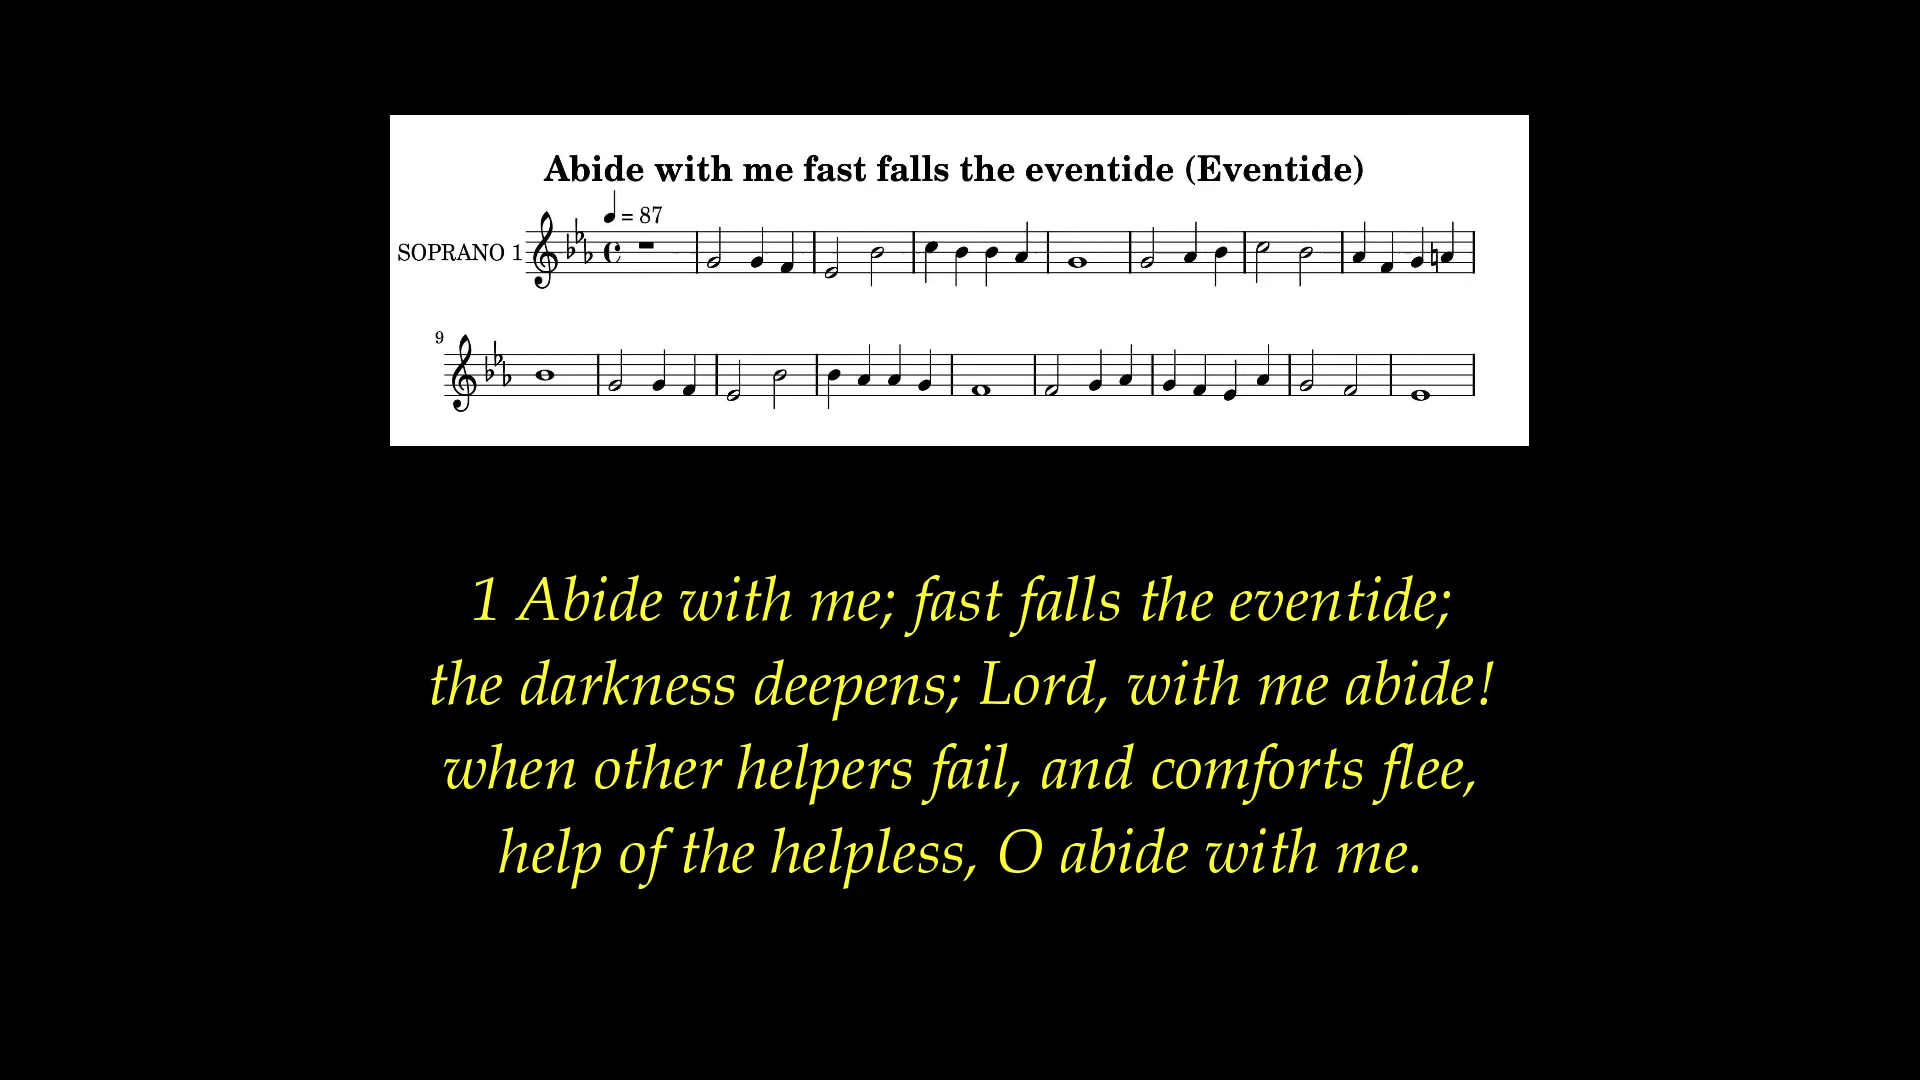 Abide with me fast falls the eventide (Eventide)
= 87
SOPRANO 1
9
1 Abide with me; fast falls the eventide;
the darkness deepens; Lord, with me abide!
when other helpers fail, and comforts flee,
help of the helpless, O abide with me.